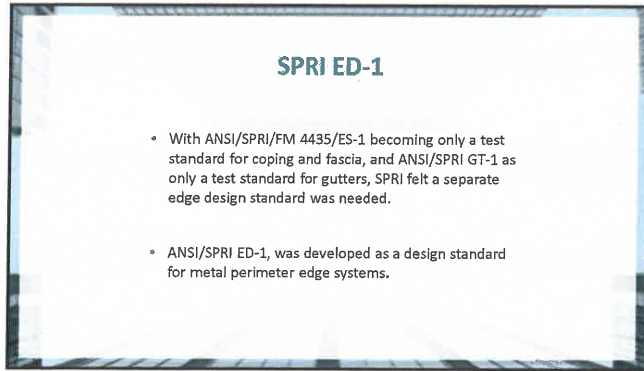 SPRI ED-1
• With ANSI/SPRI/FM 4435/ES-1 becoming only a test
standard for coping and fascia, and ANSI/SPRI GT-1 as
only a test standard for gutters, SPRI felt a separate
edge design standard was needed.
• ANSI/SPRI ED-1, was developed as a design standard
for metal perimeter edge systems.